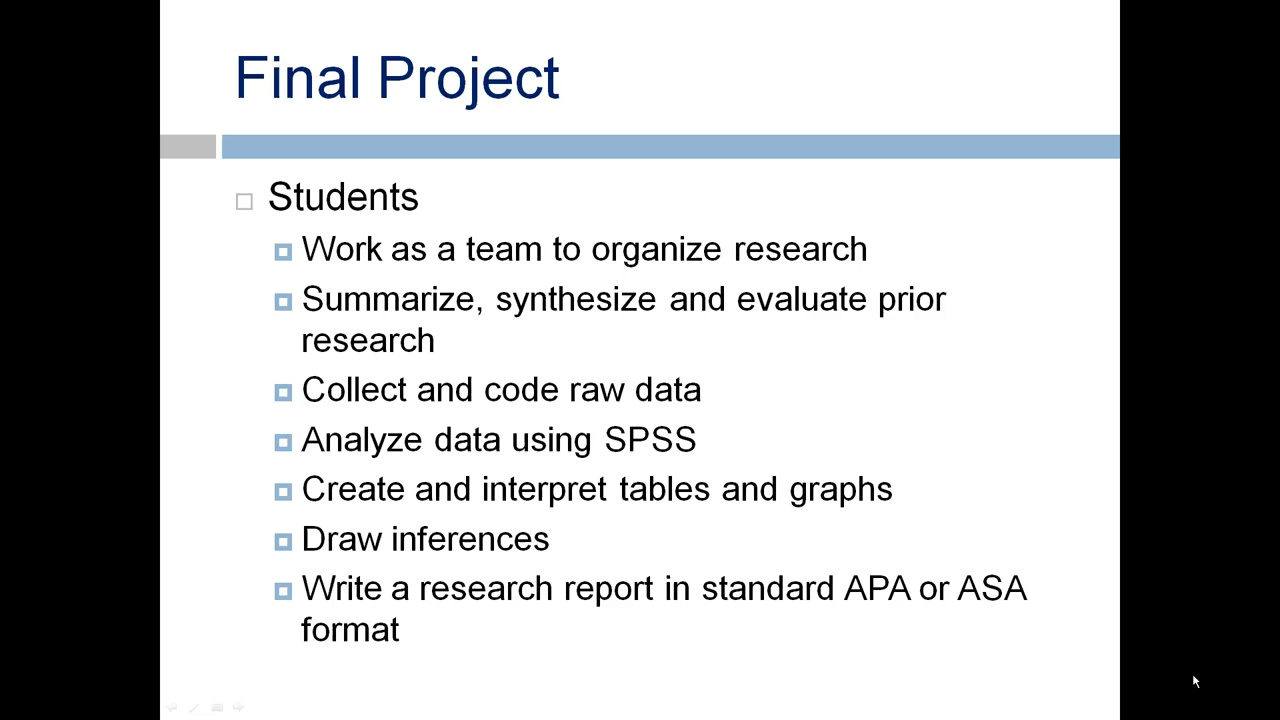 Final Project
Students
Work as a team to organize research
Summarize, synthesize and evaluate prior
research
Collect and code raw data
Analyze data using SPSS
Create and interpret tables and graphs
Draw inferences
Write a research report in standard APA or ASA
format